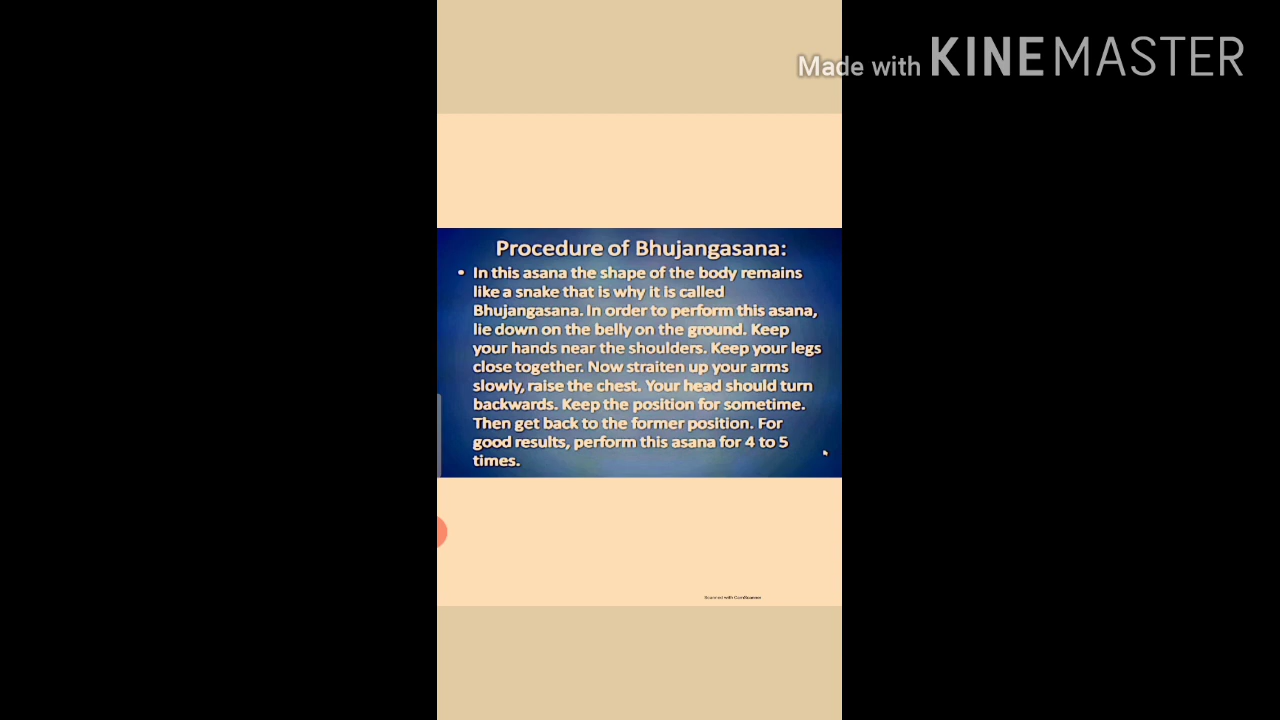 Made with KINEMASTER
Procedure of Bhujangasana:
• In this asana the shape of the body remains
like a snake that is why it is called
Bhujangasana. In order to perform this asana,
lie down on the belly on the ground. Keep
your hands near the shoulders. Keep your legs
close together. Now straiten up your arms
slowly, raise the chest. Your head should turn
backwards. Keep the position for sometime.
Then get back to the former position. For
good results, perform this asana for 4 to 5
times.
Scanned with CamScanner